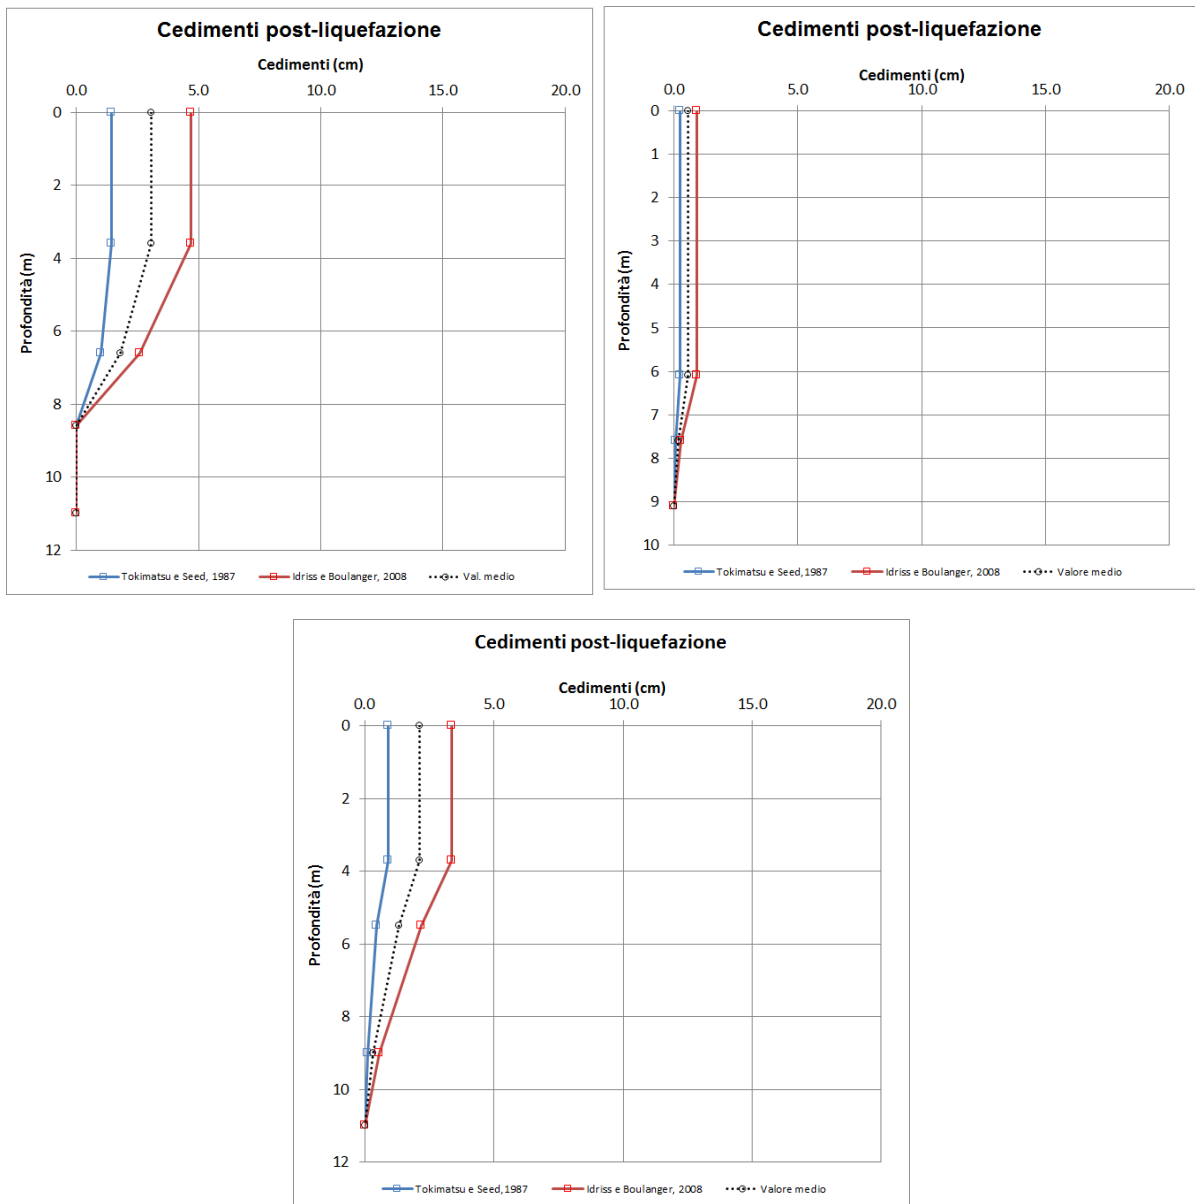 Cedimenti post-liquefazione
Cedimenti (cm)
0.0 5.0 10.0 15.0 20.0
0
2
4
6
8
10
12
Profondità (m)
Tokimatsu e Seed, 1987 Idriss e Boulanger, 2008 Val. medio
Cedimenti post-liquefazione
Cedimenti (cm)
0.0 5.0 10.0 15.0 20.0
0
1
2
3
4
5
6
7
8
9
10
Profondità (m)
Tokimatsu e Seed,1987 Idriss e Boulanger, 2008 Valore medio
Cedimenti post-liquefazione
Cedimenti (cm)
0.0 5.0 10.0 15.0 20.0
0
2
4
6
8
10
12
Profondità (m)
Tokimatsu e Seed,1987 Idriss e Boulanger, 2008 Valore medio